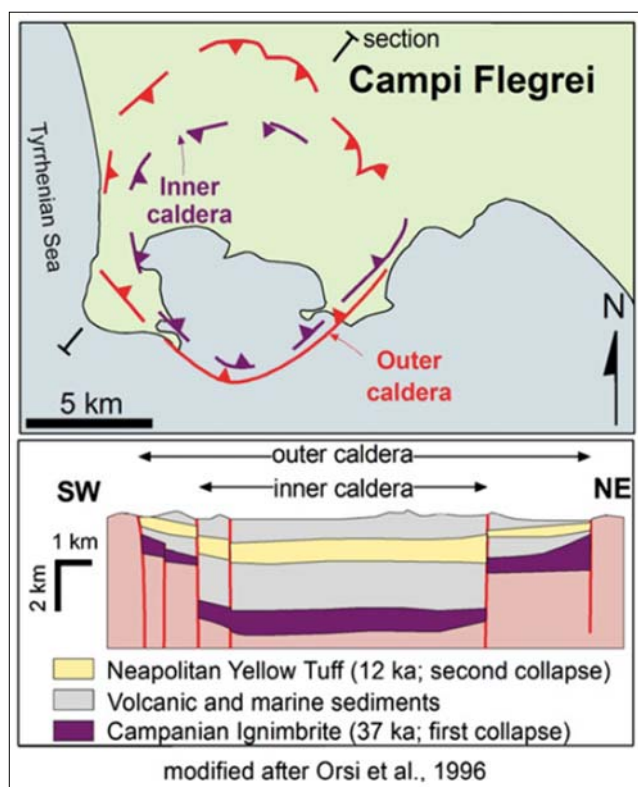 section
Campi Flegrei
Tyrrhenian Sea
Inner
caldera
N
Outer
caldera
5 km
outer caldera
SW
NE
inner caldera
1 km
2 km
Neapolitan Yellow Tuff (12 ka; second collapse)
Volcanic and marine sediments
Campanian Ignimbrite (37 ka; first collapse)
modified after Orsi et al., 1996